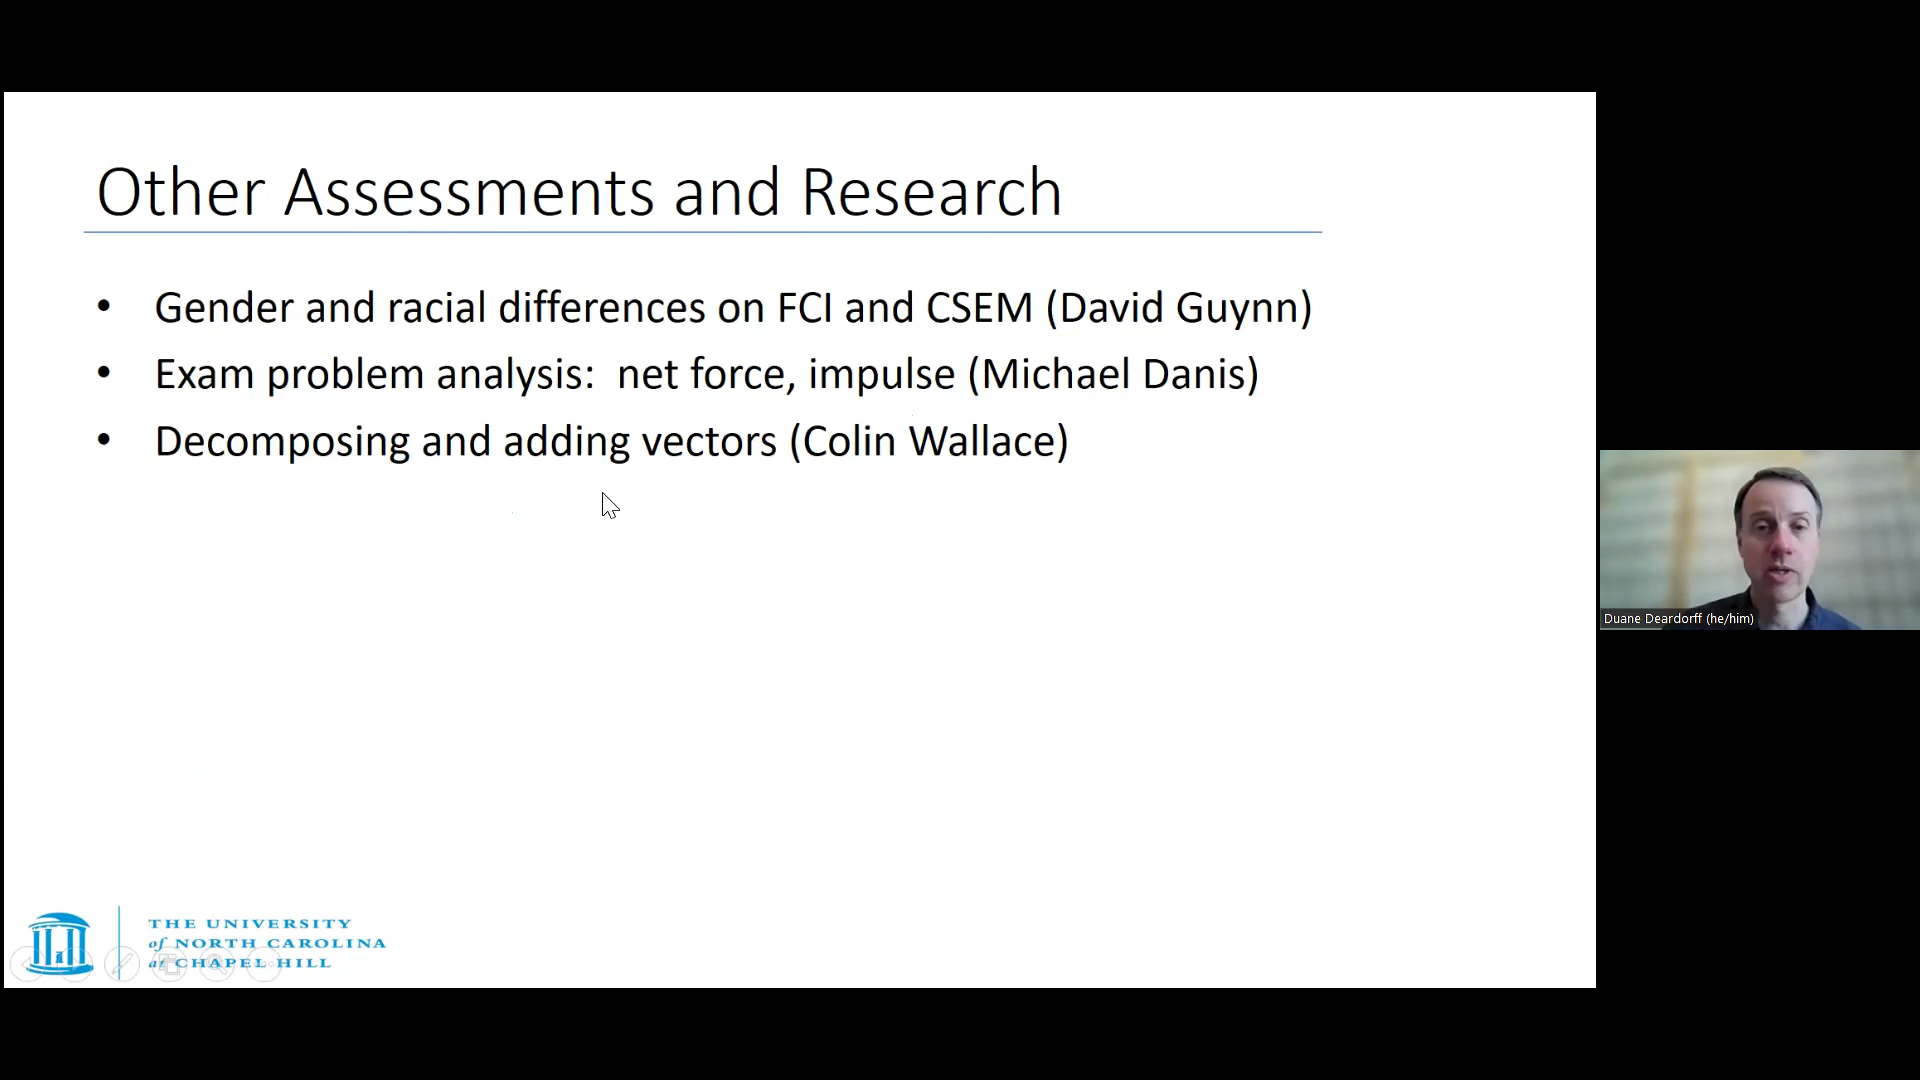 Other Assessments and Research
• Gender and racial differences on FCI and CSEM (David Guynn)
• Exam problem analysis:  net force, impulse (Michael Danis)
• Decomposing and adding vectors (Colin Wallace)
Duane Deardorff (he/him)
THE UNIVERSITY
of NORTH CAROLINA
at CHAPEL HILL